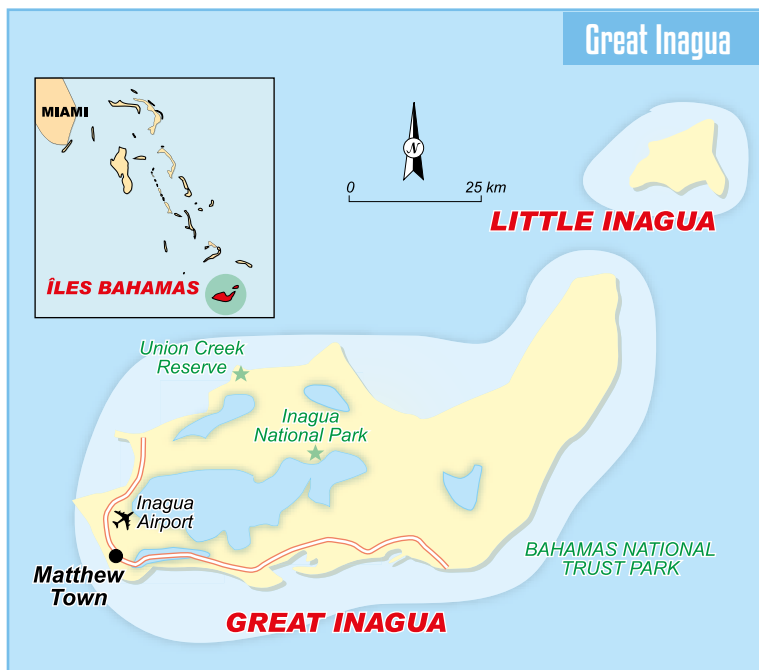 Great Inagua
MIAMI
N
0 25 km
LITTLE INAGUA
ÎLES BAHAMAS
Union Creek
Reserve
Inagua
National Park
Inagua
Airport
BAHAMAS NATIONAL
TRUST PARK
Matthew
Town
GREAT INAGUA